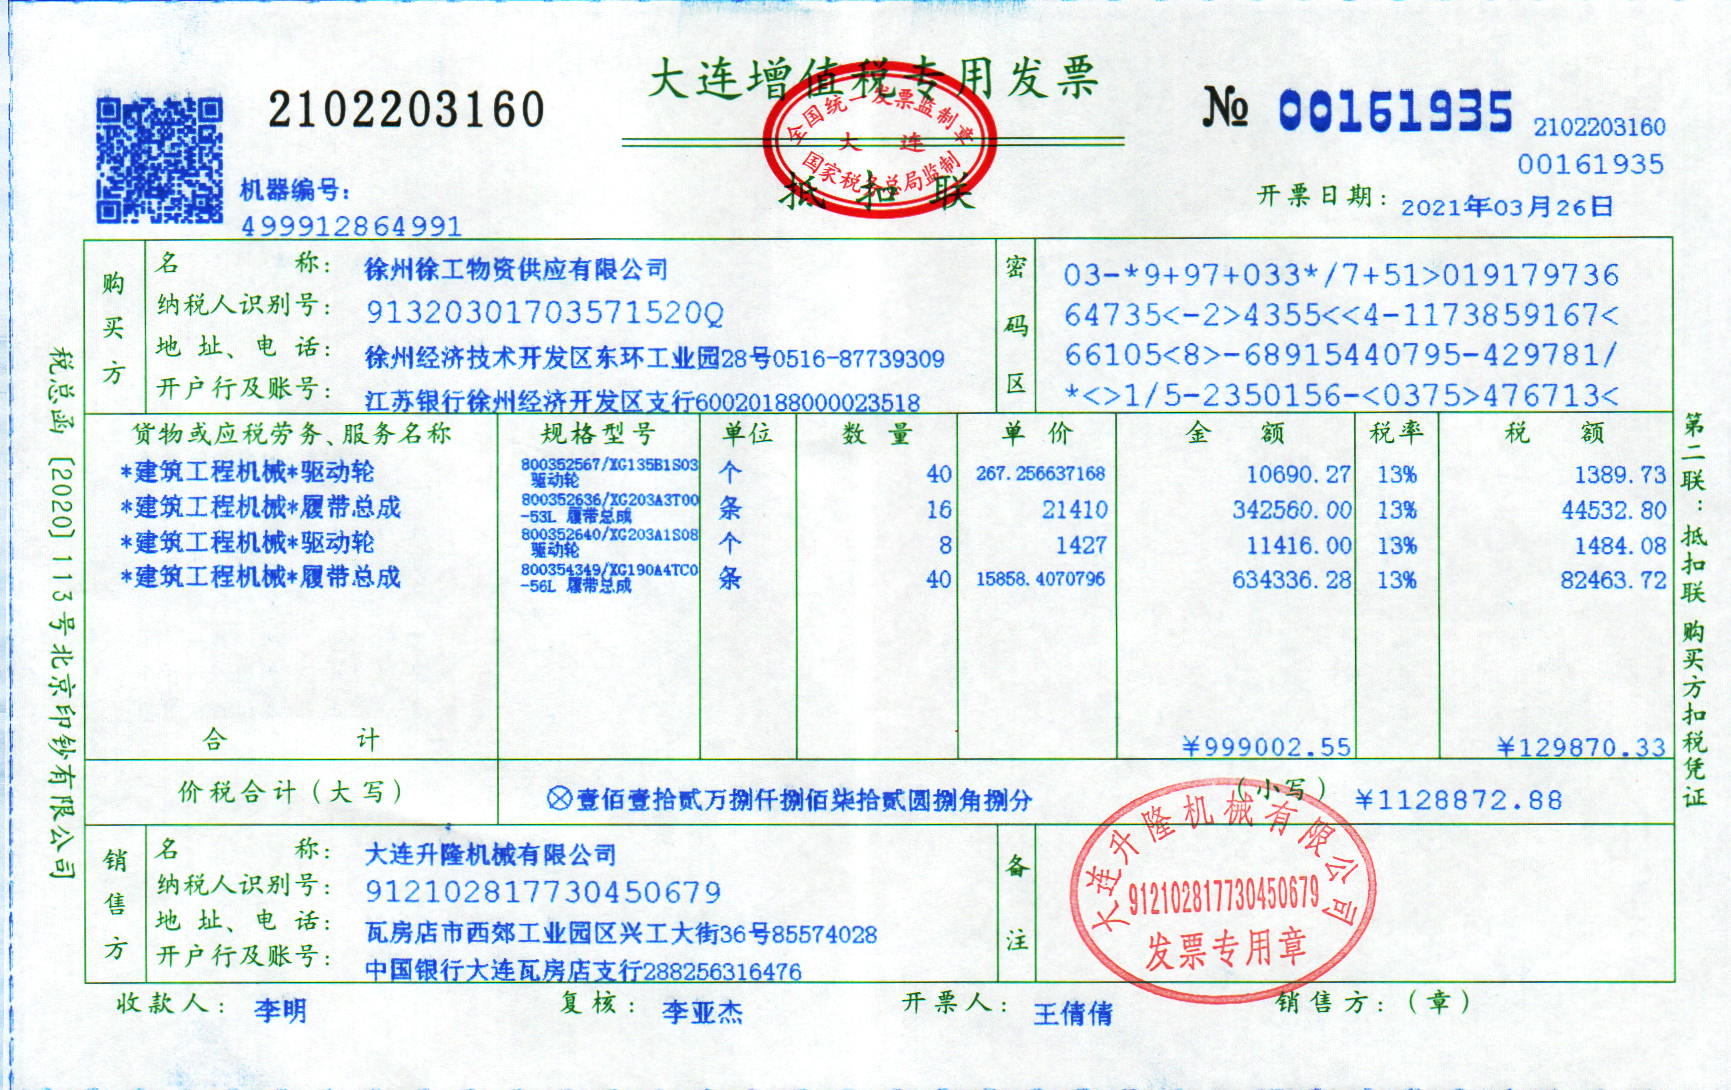 大连增值税专用发票
2102203160
全国统一发票监制章
大 连
国家税务总局监制
抵扣联
№ 00161935
2102203160
00161935
机器编号:
499912864991
开票日期: 2021年03月26日
购买方
名 称: 徐州徐工物资供应有限公司
纳税人识别号: 91320301703571520Q
地 址、电 话: 徐州经济技术开发区东环工业园28号0516-87739309
开户行及账号: 江苏银行徐州经济开发区支行60020188000023518
密码区
03-*9+97+033*/7+51>019179736
64735<-2>4355<<4-1173859167<
66105<8>-68915440795-429781/
*<>1/5-2350156-<0375>476713<
货物或应税劳务、服务名称 规格型号 单位 数 量 单 价 金 额 税率 税 额
*建筑工程机械*驱动轮 800352567/XG135B1S03 驱动轮 个 40 267.256637168 10690.27 13% 1389.73
*建筑工程机械*履带总成 800352636/XG203A3T00-53L 履带总成 条 16 21410 342560.00 13% 44532.80
*建筑工程机械*驱动轮 800352640/XG203A1S08 驱动轮 个 8 1427 11416.00 13% 1484.08
*建筑工程机械*履带总成 800354349/XG190A4TC0-56L 履带总成 条 40 15858.4070796 634336.28 13% 82463.72
合 计 ¥999002.55 ¥129870.33
价税合计(大写) ⊗壹佰壹拾贰万捌仟捌佰柒拾贰圆捌角捌分 (小写) ¥1128872.88
销售方
名 称: 大连升隆机械有限公司
纳税人识别号: 912102817730450679
地 址、电 话: 瓦房店市西郊工业园区兴工大街36号85574028
开户行及账号: 中国银行大连瓦房店支行288256316476
备注
大连升隆机械有限公司
912102817730450679
发票专用章
收款人: 李明 复核: 李亚杰 开票人: 王倩倩 销售方:(章)
税总函〔2020〕113号北京印钞有限公司
第二联:抵扣联 购买方扣税凭证